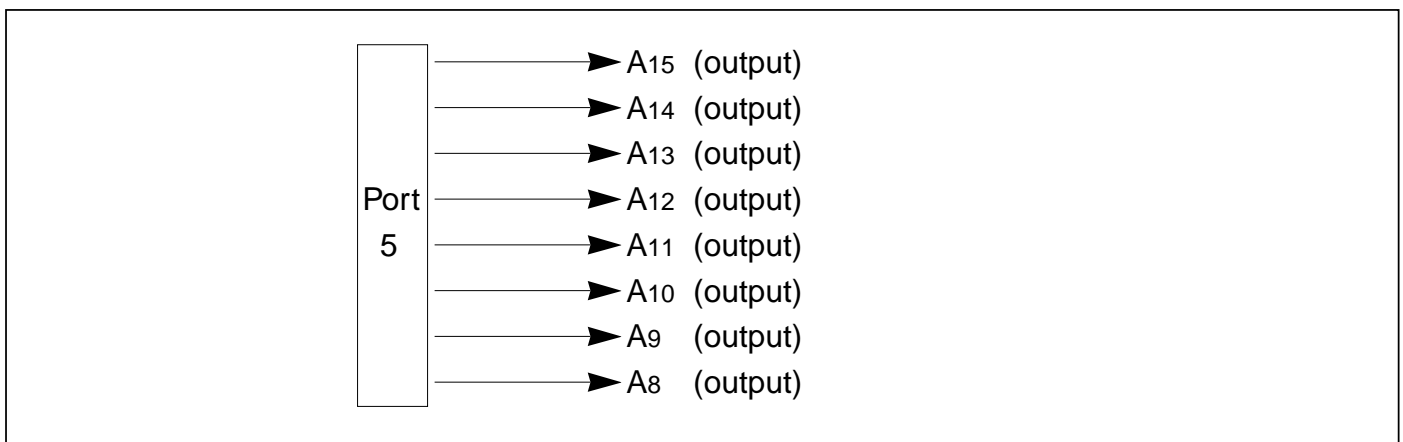 A15 (output)
A14 (output)
A13 (output)
Port
A12 (output)
5
A11 (output)
A10 (output)
A9 (output)
A8 (output)